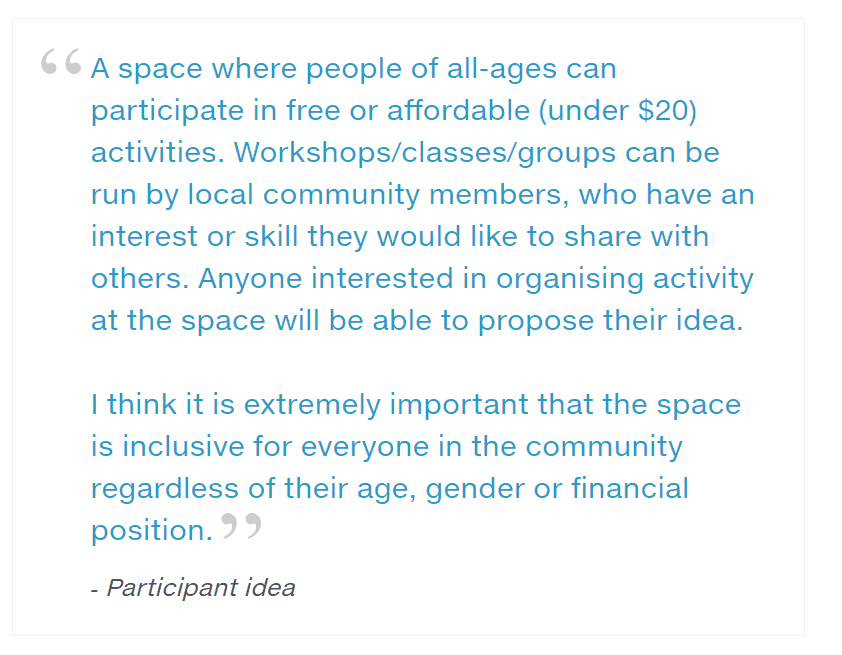 “A space where people of all-ages can
participate in free or affordable (under $20)
activities. Workshops/classes/groups can be
run by local community members, who have an
interest or skill they would like to share with
others. Anyone interested in organising activity
at the space will be able to propose their idea.
I think it is extremely important that the space
is inclusive for everyone in the community
regardless of their age, gender or financial
position.”
- Participant idea